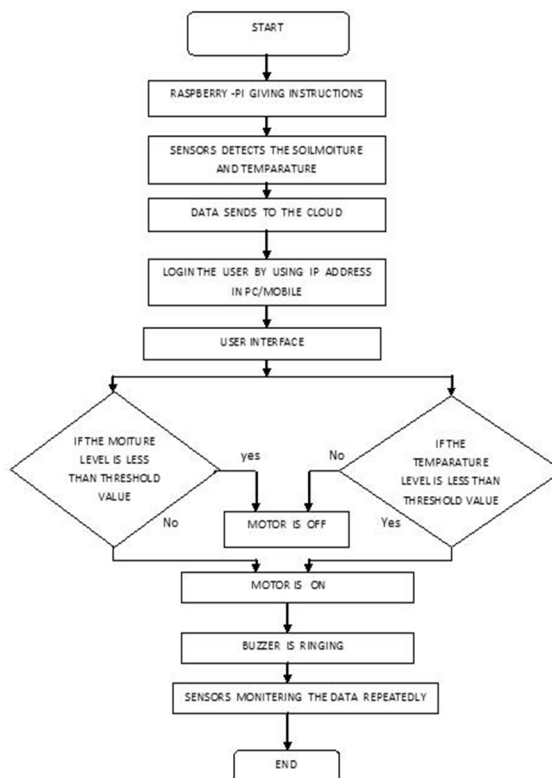 START
RASPBERRY -PI GIVING INSTRUCTIONS
SENSORS DETECTS THE SOILMOITURE
AND TEMPARATURE
DATA SENDS TO THE CLOUD
LOGIN THE USER BY USING IP ADDRESS
IN PC/MOBILE
USER INTERFACE
IF THE MOITURE
LEVEL IS LESS
THAN THRESHOLD
VALUE
yes
No
IF THE
TEMPARATURE
LEVEL IS LESS THAN
THRESHOLD VALUE
No
Yes
MOTOR IS OFF
MOTOR IS ON
BUZZER IS RINGING
SENSORS MONITERING THE DATA REPEATEDLY
END